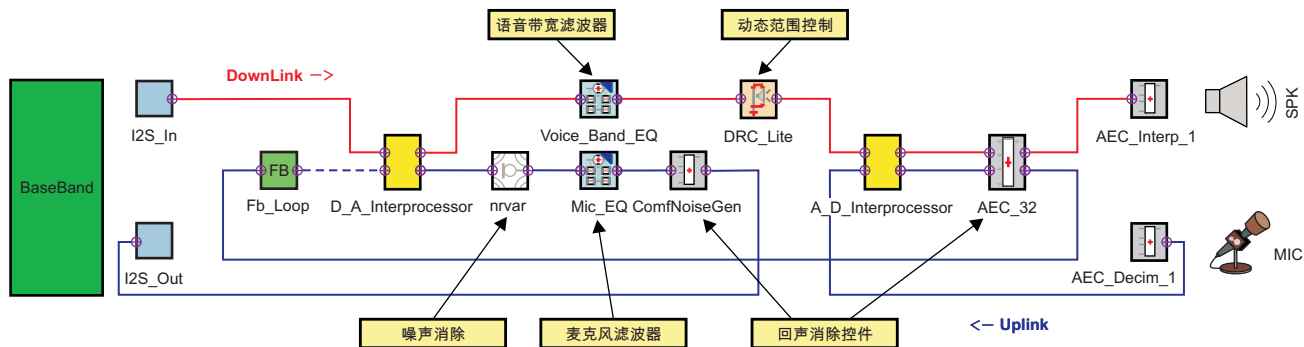 语音带宽滤波器
动态范围控制
DownLink –>
I2S_In
Voice_Band_EQ
DRC_Lite
AEC_Interp_1
SPK
BaseBand
FB
Fb_Loop
D_A_Interprocessor
nrvar
Mic_EQ
ComfNoiseGen
A_D_Interprocessor
AEC_32
I2S_Out
AEC_Decim_1
MIC
噪声消除
麦克风滤波器
回声消除控件
<– Uplink